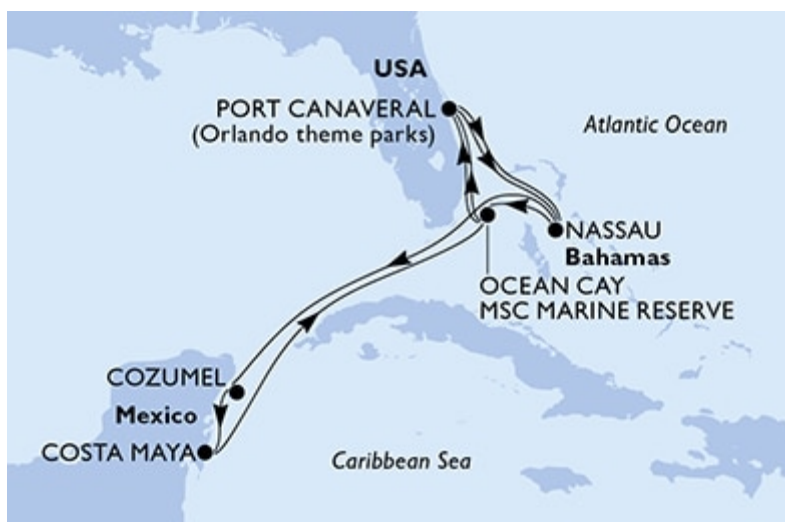 USA
PORT CANAVERAL
(Orlando theme parks)
Atlantic Ocean
NASSAU
Bahamas
OCEAN CAY
MSC MARINE RESERVE
COZUMEL
Mexico
COSTA MAYA
Caribbean Sea